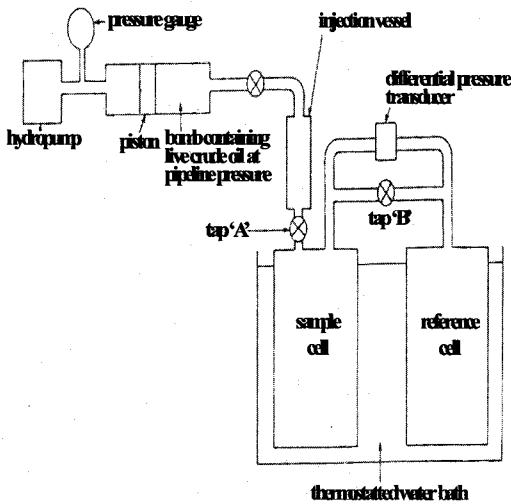 pressure gauge
injection vessel
differential pressure
transducer
hydropump
piston
bomb containing
live crude oil at
pipeline pressure
tap 'A'
tap 'B'
sample
cell
reference
cell
thermostatted water bath